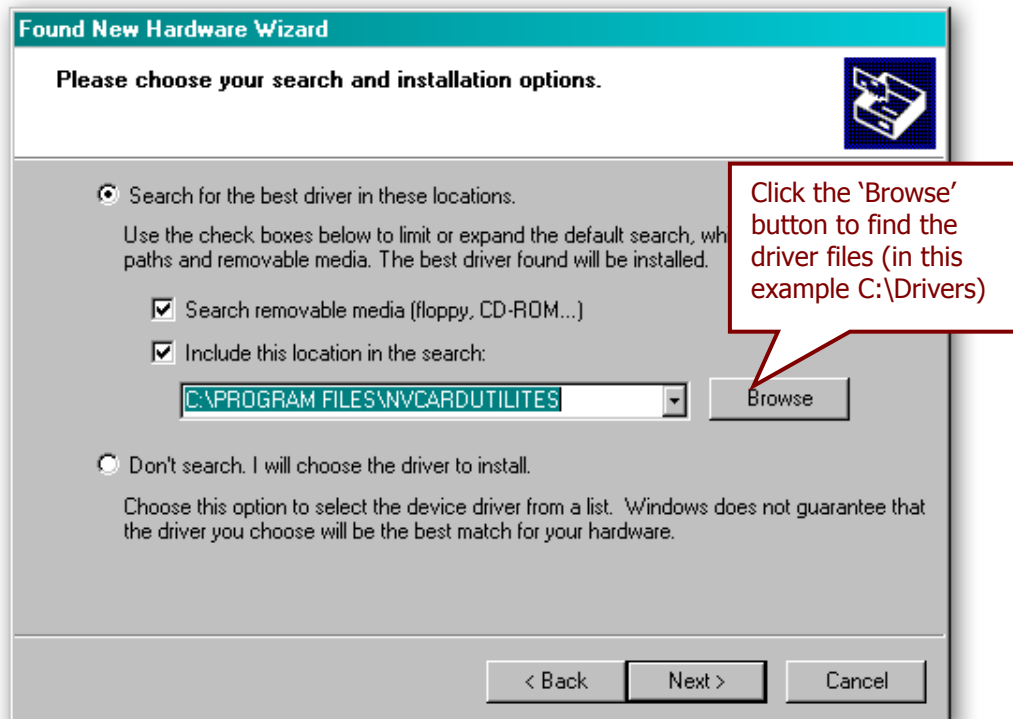 Found New Hardware Wizard
Please choose your search and installation options.
Search for the best driver in these locations.
Use the check boxes below to limit or expand the default search, wh
paths and removable media. The best driver found will be installed.
Search removable media (floppy, CD-ROM...)
Include this location in the search:
C:\PROGRAM FILES\NVCARDUTILITES
Browse
Click the ‘Browse’
button to find the
driver files (in this
example C:\Drivers)
Don't search. I will choose the driver to install.
Choose this option to select the device driver from a list. Windows does not guarantee that
the driver you choose will be the best match for your hardware.
< Back
Next >
Cancel